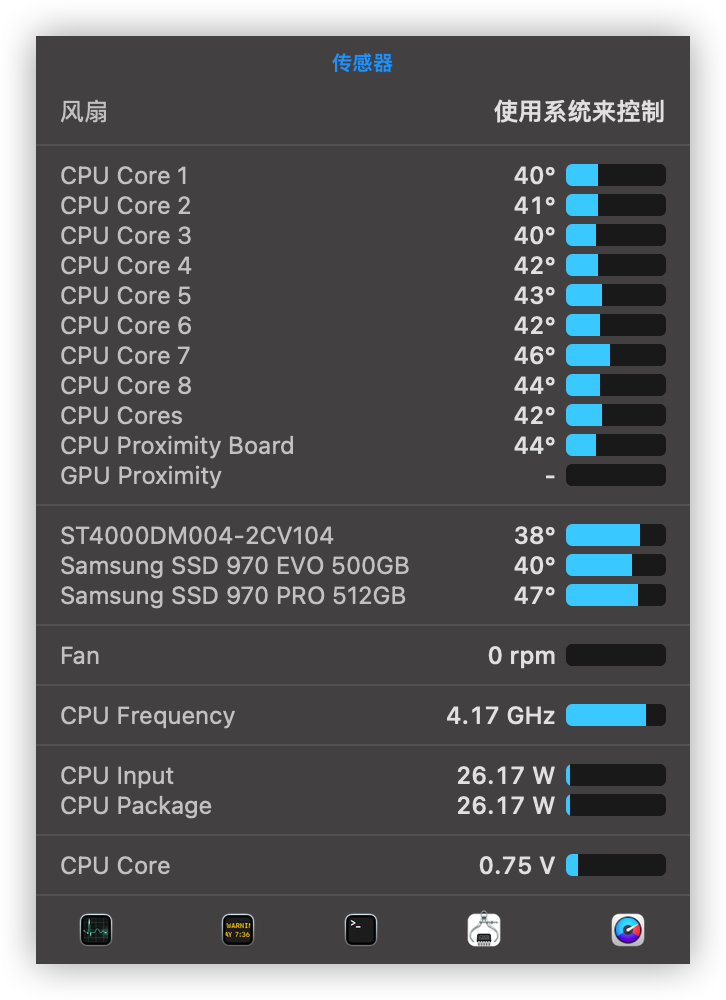 传感器
风扇 使用系统来控制
CPU Core 1 40°
CPU Core 2 41°
CPU Core 3 40°
CPU Core 4 42°
CPU Core 5 43°
CPU Core 6 42°
CPU Core 7 46°
CPU Core 8 44°
CPU Cores 42°
CPU Proximity Board 44°
GPU Proximity -
ST4000DM004-2CV104 38°
Samsung SSD 970 EVO 500GB 40°
Samsung SSD 970 PRO 512GB 47°
Fan 0 rpm
CPU Frequency 4.17 GHz
CPU Input 26.17 W
CPU Package 26.17 W
CPU Core 0.75 V
WARNI
AY 7:36
>_